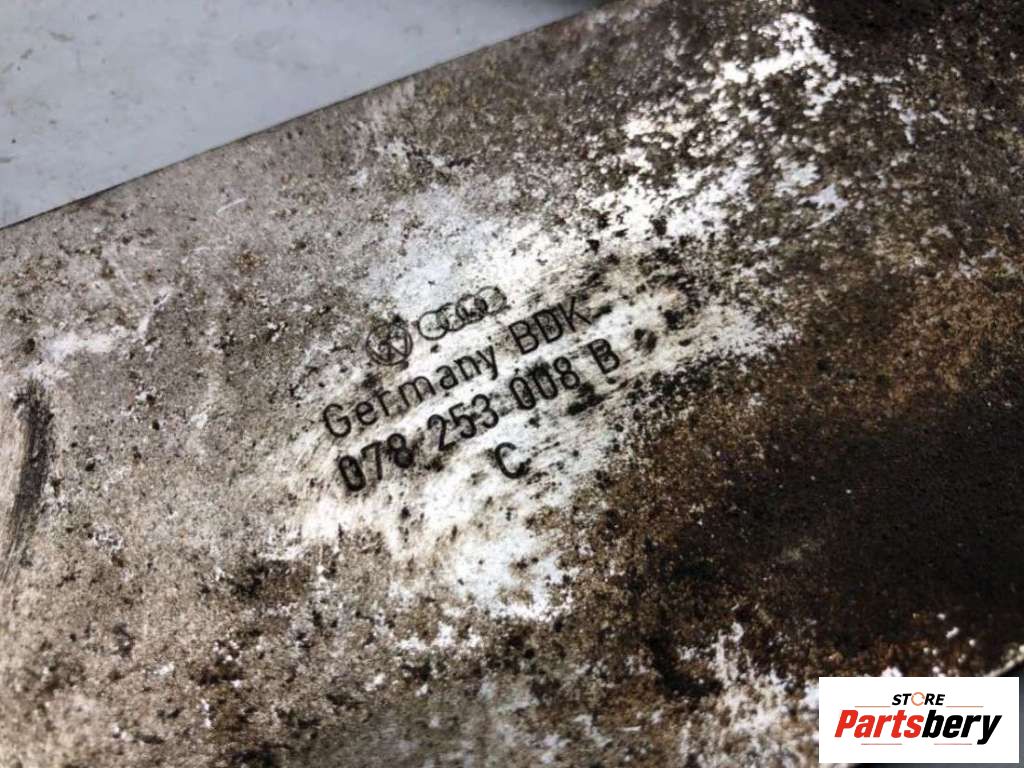 Germany BDK
078 253 008 B
C
STORE
Partsbery